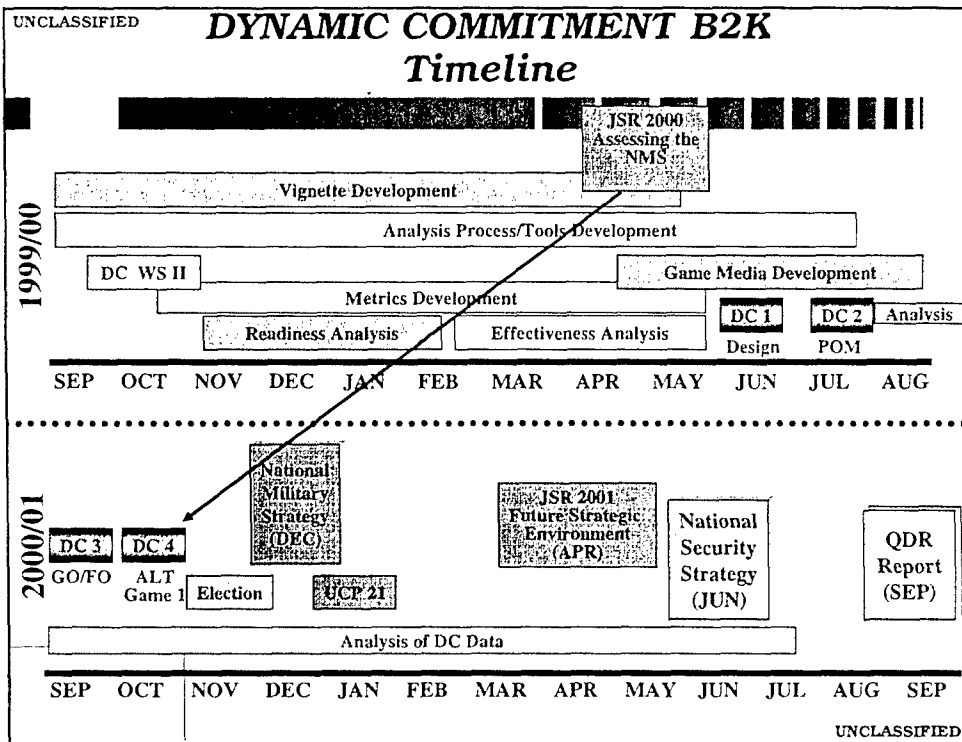 UNCLASSIFIED
DYNAMIC COMMITMENT B2K
Timeline
JSR 2000
Assessing the
NMS
1999/00
Vignette Development
Analysis Process/Tools Development
DC WS II
Game Media Development
Metrics Development
DC 1
DC 2
Analysis
Readiness Analysis
Effectiveness Analysis
Design
POM
SEP OCT NOV DEC JAN FEB MAR APR MAY JUN JUL AUG
2000/01
National
Military
Strategy
(DEC)
JSR 2001
Future Strategic
Environment
(APR)
National
Security
Strategy
(JUN)
QDR
Report
(SEP)
DC 3
DC 4
GO/FO
ALT
Game 1
Election
UCP 21
Analysis of DC Data
SEP OCT NOV DEC JAN FEB MAR APR MAY JUN JUL AUG SEP
UNCLASSIFIED